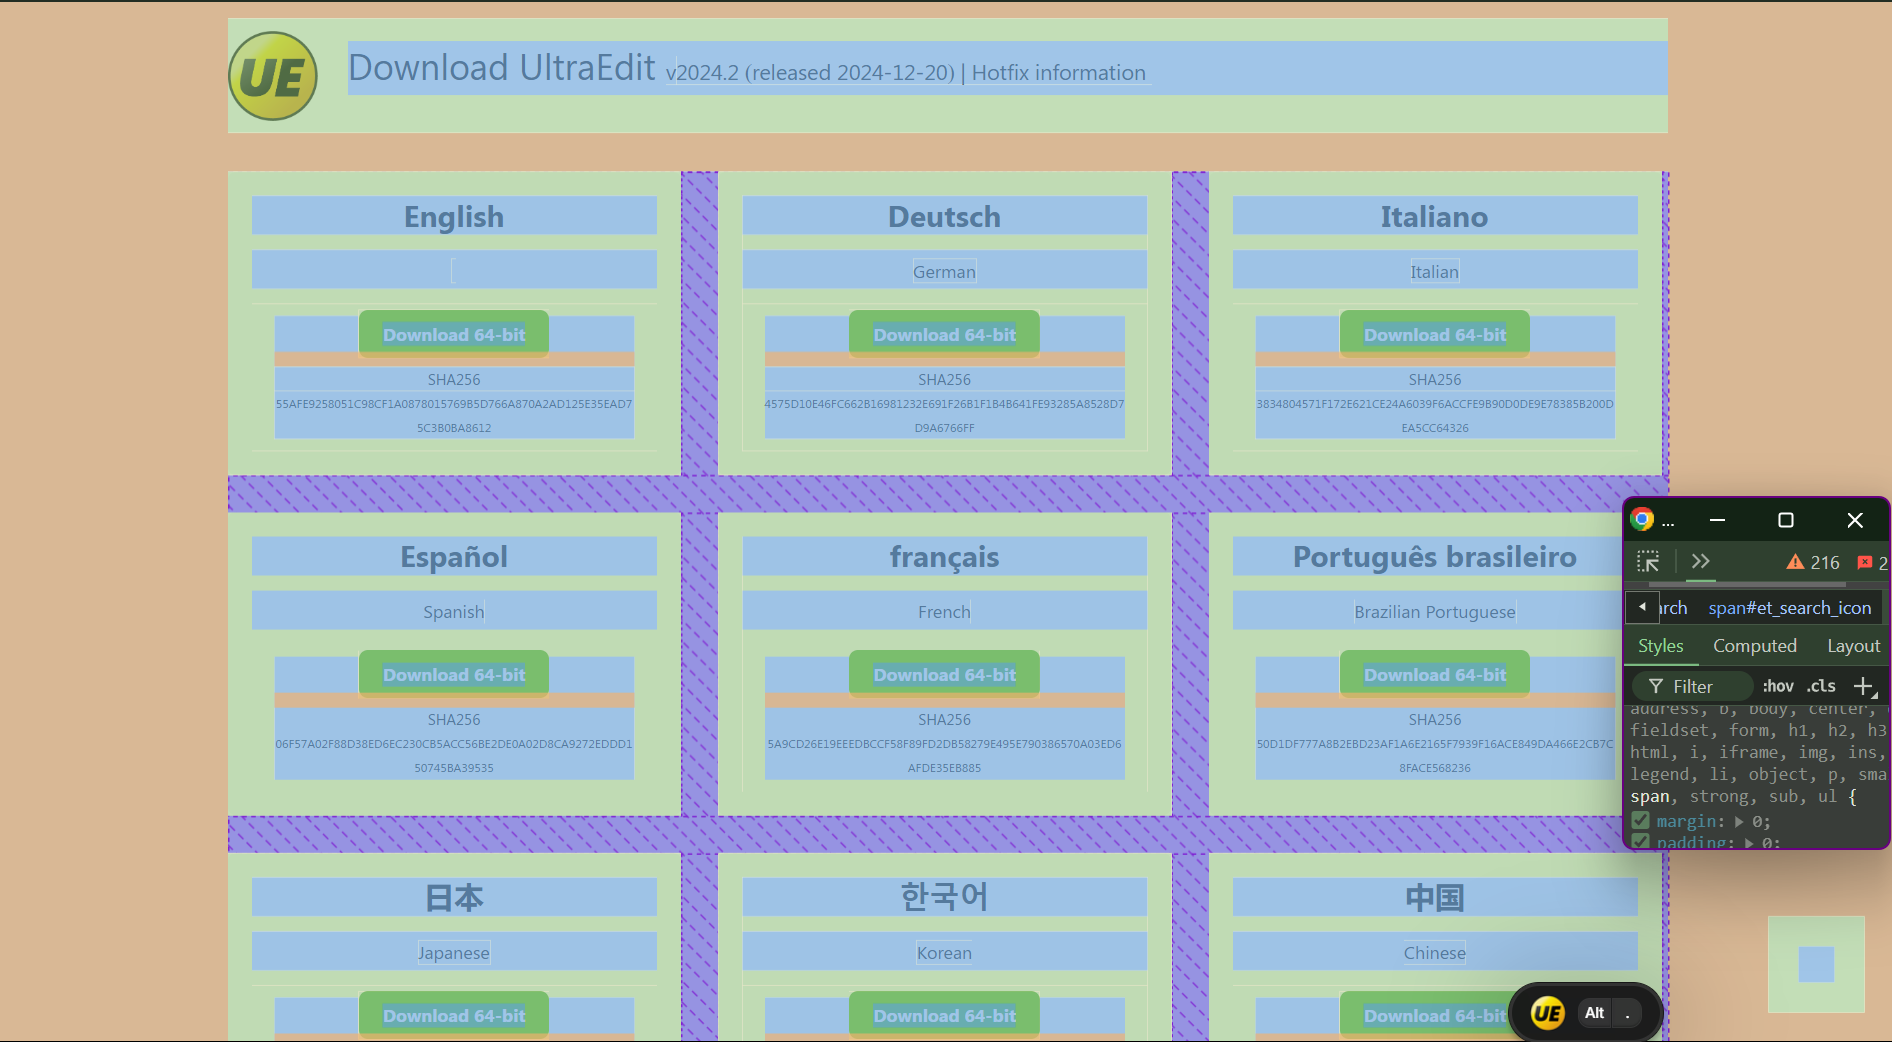 UE
Download UltraEdit v2024.2 (released 2024-12-20) | Hotfix information
English
Download 64-bit
SHA256
55AFE9258051C98CF1A0878015769B5D766A870A2AD125E35EAD7
5C3B0BA8612
Deutsch
German
Download 64-bit
SHA256
4575D10E46FC662B16981232E691F26B1F1B4B641FE93285A8528D7
D9A6766FF
Italiano
Italian
Download 64-bit
SHA256
3834804571F172E621CE24A6039F6ACCFE9B90D0DE9E78385B200D
EA5CC64326
Español
Spanish
Download 64-bit
SHA256
06F57A02F88D38ED6EC230CB5ACC56BE2DE0A02D8CA9272EDDD1
50745BA39535
français
French
Download 64-bit
SHA256
5A9CD26E19EEEDBCCF58F89FD2DB58279E495E790386570A03ED6
AFDE35EB885
Português brasileiro
Brazilian Portuguese
Download 64-bit
SHA256
50D1DF777A8B2EBD23AF1A6E2165F7939F16ACE849DA466E2CB7C
8FACE568236
日本
Japanese
Download 64-bit
한국어
Korean
Download 64-bit
中国
Chinese
Download 64-bit
...
216
2
arch span#et_search_icon
Styles Computed Layout
Filter :hov .cls
address, b, body, center,
fieldset, form, h1, h2, h3
html, i, iframe, img, ins,
legend, li, object, p, sma
span, strong, sub, ul {
margin: 0;
padding: 0;
UE Alt .